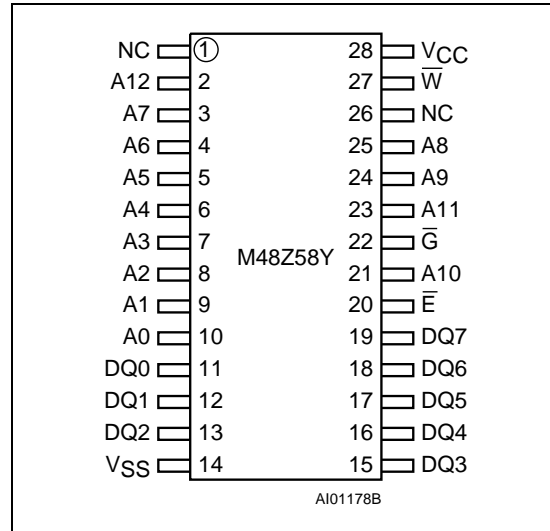 NC 1 28 VCC
A12 2 27 W̅
A7 3 26 NC
A6 4 25 A8
A5 5 24 A9
A4 6 23 A11
A3 7 22 G̅
M48Z58Y
A2 8 21 A10
A1 9 20 E̅
A0 10 19 DQ7
DQ0 11 18 DQ6
DQ1 12 17 DQ5
DQ2 13 16 DQ4
VSS 14 15 DQ3
AI01178B